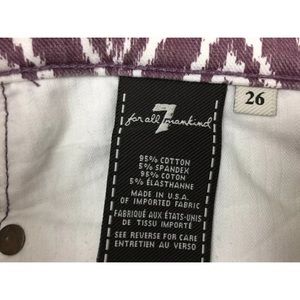 7
for all mankind
26
95% COTTON
5% SPANDEX
95% COTON
5% ÉLASTHANNE
MADE IN U.S.A.
OF IMPORTED FABRIC
FABRIQUÉ AUX ÉTATS-UNIS
DE TISSU IMPORTÉ
SEE REVERSE FOR CARE
ENTRETIEN AU VERSO